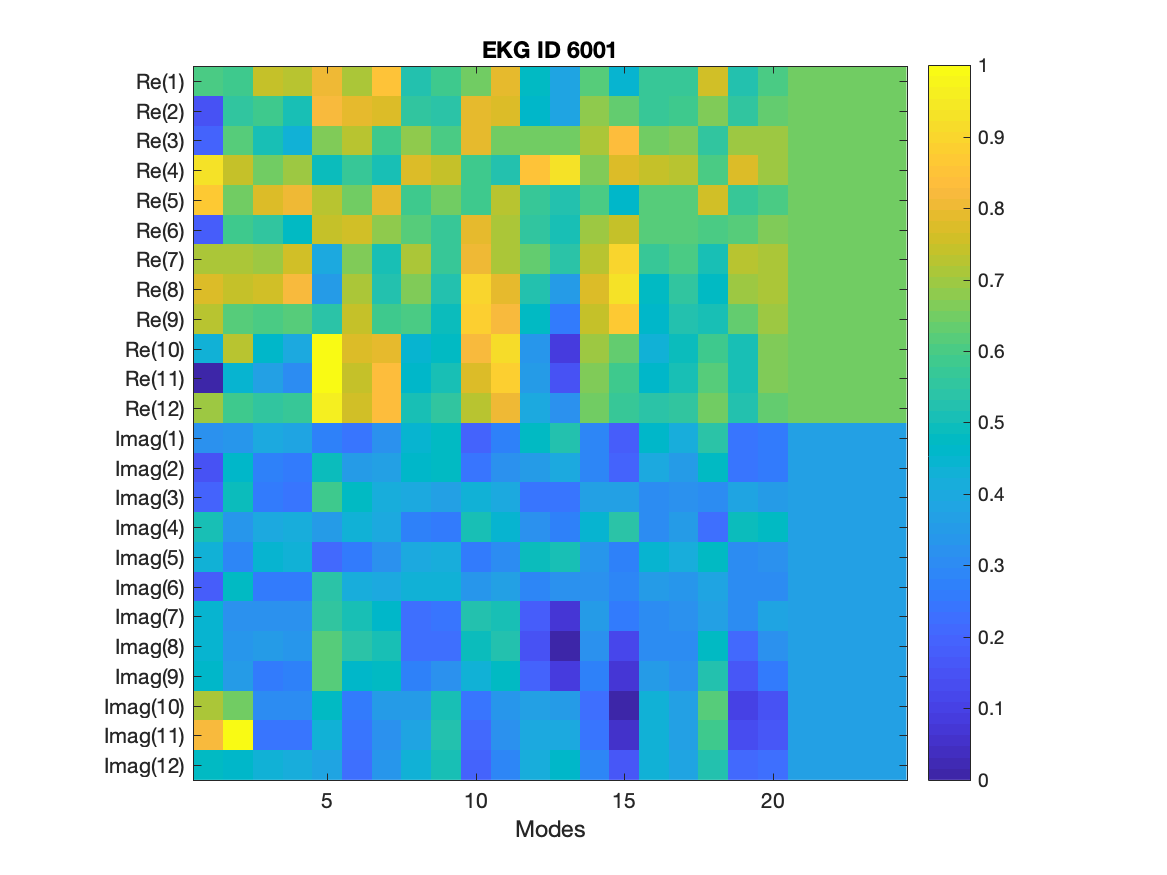 EKG ID 6001
Re(1)
Re(2)
Re(3)
Re(4)
Re(5)
Re(6)
Re(7)
Re(8)
Re(9)
Re(10)
Re(11)
Re(12)
Imag(1)
Imag(2)
Imag(3)
Imag(4)
Imag(5)
Imag(6)
Imag(7)
Imag(8)
Imag(9)
Imag(10)
Imag(11)
Imag(12)
5 10 15 20
Modes
1
0.9
0.8
0.7
0.6
0.5
0.4
0.3
0.2
0.1
0